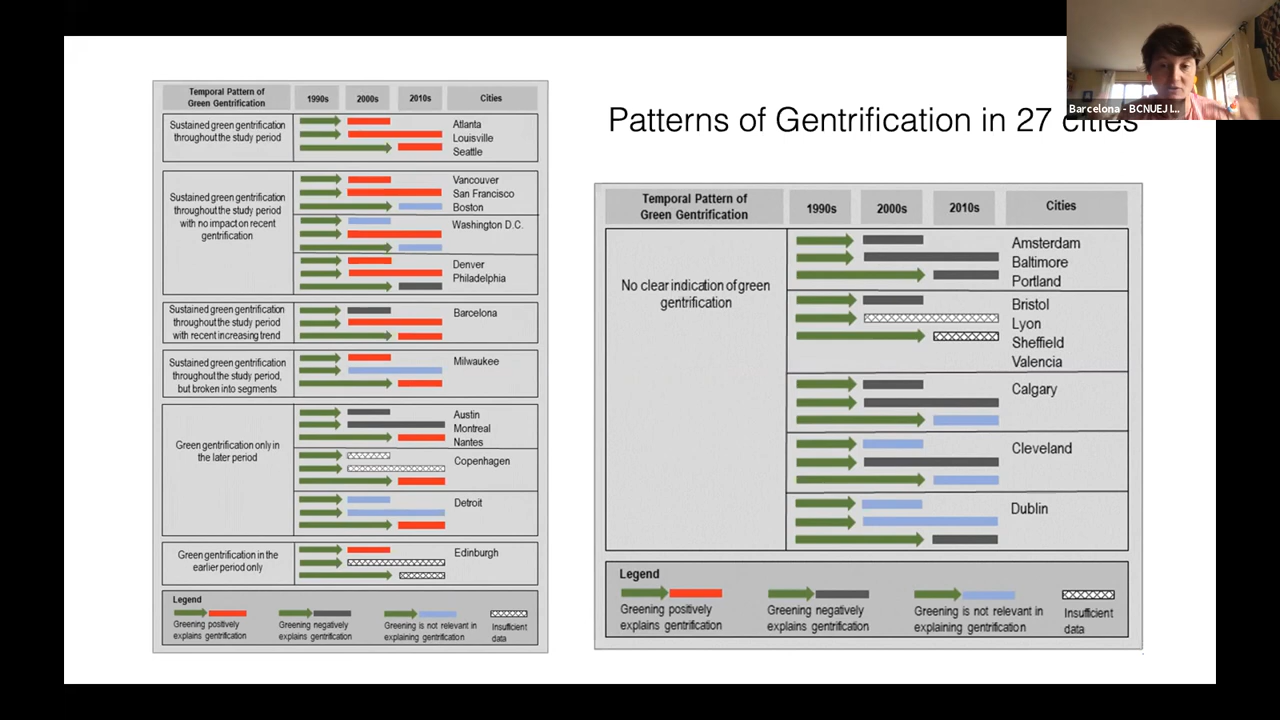 Barcelona - BCNUEJ I...
Patterns of Gentrification in 27 cities
Temporal Pattern of
Green Gentrification
1990s
2000s
2010s
Cities
Sustained green gentrification
throughout the study period
Atlanta
Louisville
Seattle
Sustained green gentrification
throughout the study period
with no impact on recent
gentrification
Vancouver
San Francisco
Boston
Washington D.C.
Denver
Philadelphia
Sustained green gentrification
throughout the study period
with recent increasing trend
Barcelona
Sustained green gentrification
throughout the study period,
but broken into segments
Milwaukee
Green gentrification only in
the later period
Austin
Montreal
Nantes
Copenhagen
Detroit
Green gentrification in the
earlier period only
Edinburgh
Legend
Greening positively
explains gentrification
Greening negatively
explains gentrification
Greening is not relevant in
explaining gentrification
Insufficient
data
Temporal Pattern of
Green Gentrification
1990s
2000s
2010s
Cities
No clear indication of green
gentrification
Amsterdam
Baltimore
Portland
Bristol
Lyon
Sheffield
Valencia
Calgary
Cleveland
Dublin
Legend
Greening positively
explains gentrification
Greening negatively
explains gentrification
Greening is not relevant in
explaining gentrification
Insufficient
data